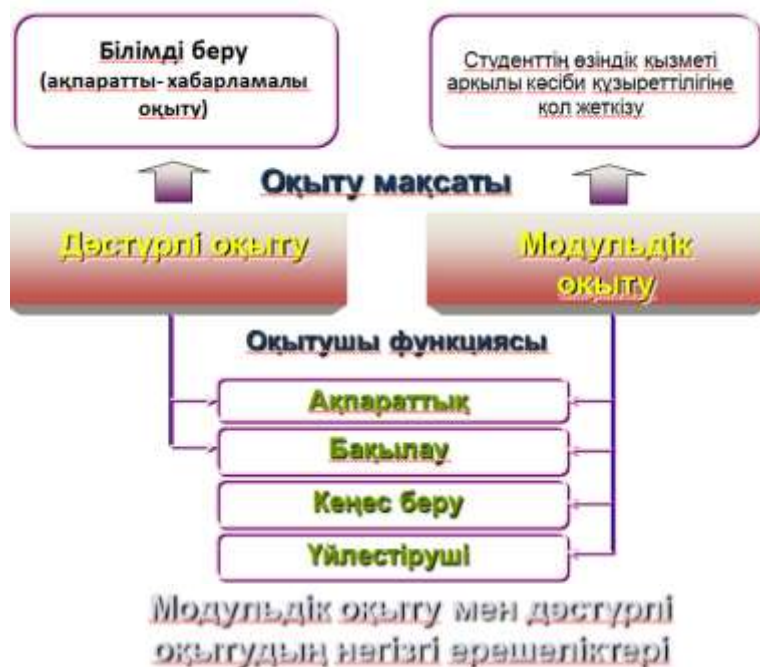 Білімді беру
(ақпаратты- хабарламалы
оқыту)
Студенттің өзіндік қызметі
арқылы кәсіби құзыреттілігіне
қол жеткізу
Оқыту мақсаты
Дәстүрлі оқыту
Модульдік
оқыту
Оқытушы функциясы
Ақпараттық
Бақылау
Кеңес беру
Үйлестіруші
Модульдік оқыту мен дәстүрлі
оқытудың негізгі ерешеліктері